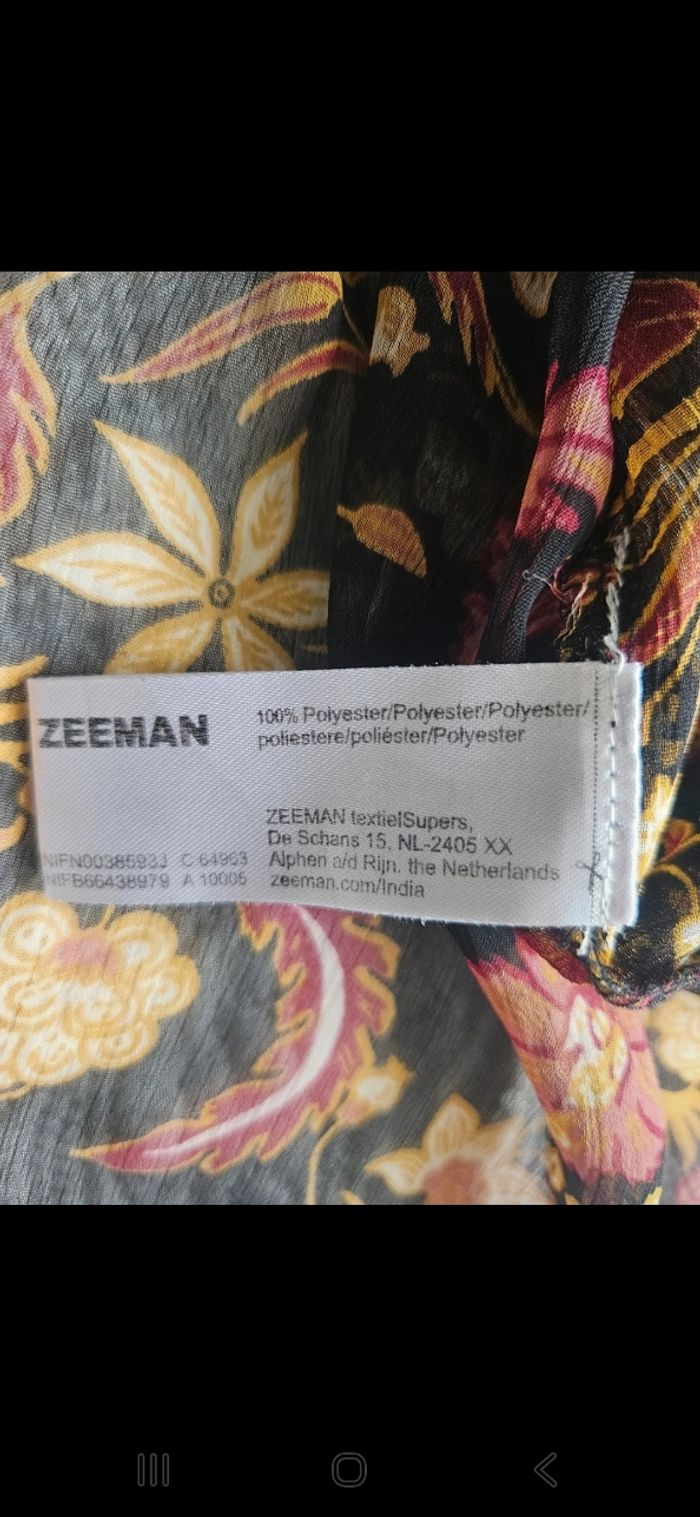 ZEEMAN
100% Polyester/Polyester/Polyester/
poliestere/poliéster/Polyester
ZEEMAN textielSupers,
De Schans 15, NL-2405 XX
Alphen a/d Rijn. the Netherlands
zeeman.com/India
NIFN0038593J C 64963
NIFB66438979 A 10005